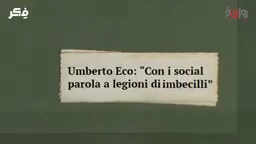 فكر
Umberto Eco: "Con i social
parola a legioni di imbecilli”